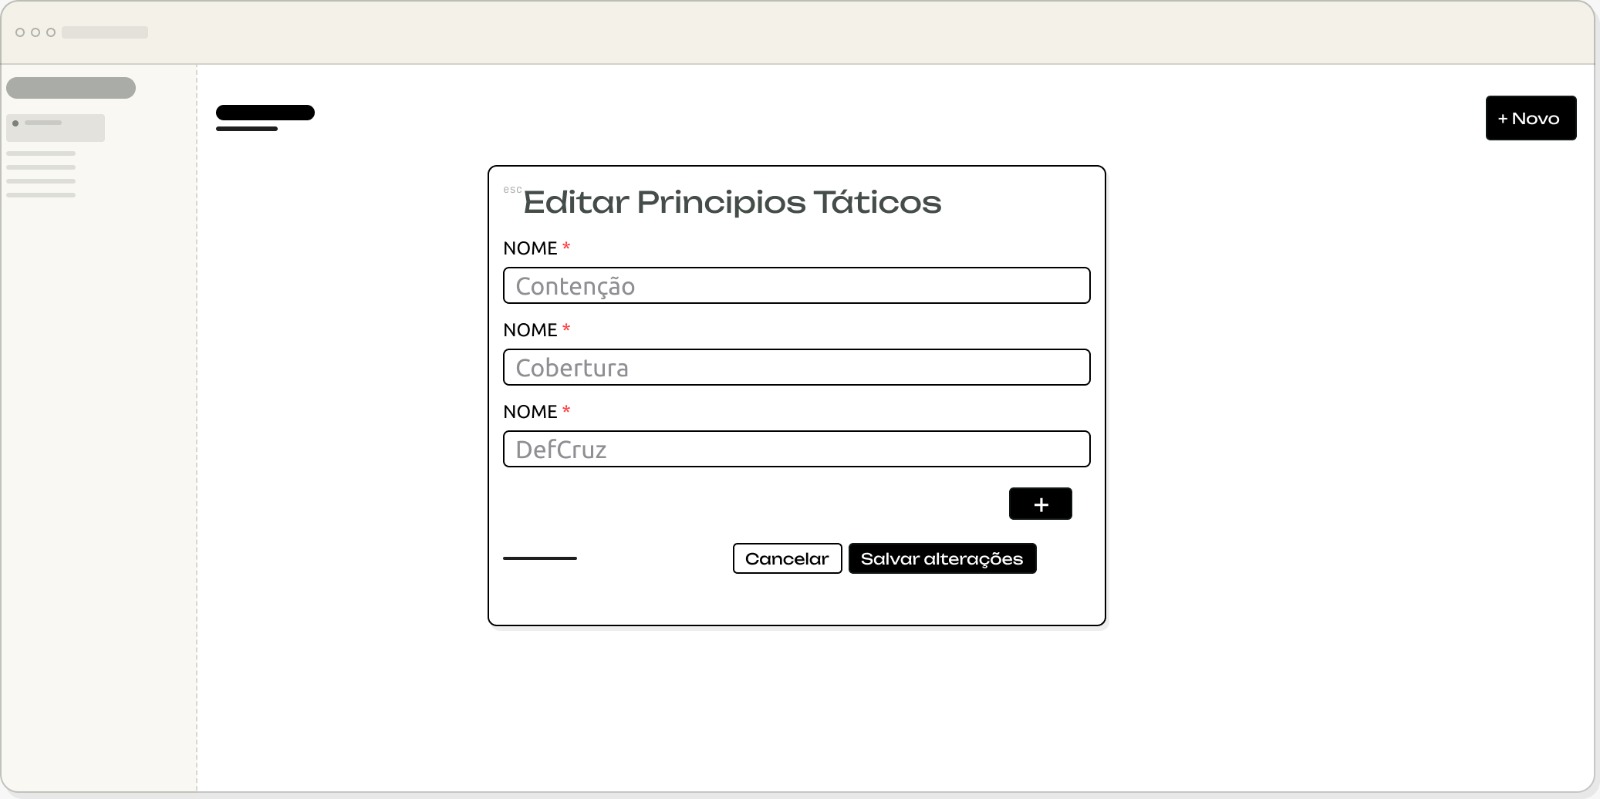 + Novo
esc
Editar Principios Táticos
NOME *
Contenção
NOME *
Cobertura
NOME *
DefCruz
+
Cancelar
Salvar alterações